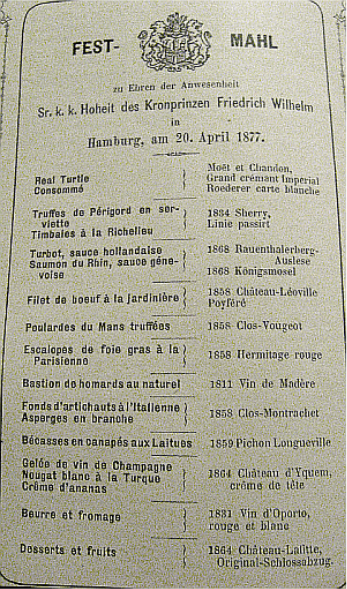 FEST- MAHL
zu Ehren der Anwesenheit
Sr. k. k. Hoheit des Kronprinzen Friedrich Wilhelm
in
Hamburg, am 20. April 1877.
Real Turtle
Consommé
Moët et Chandon,
Grand crémant Imperial
Roederer carte blanche
Truffes de Périgord en ser-
viette
Timbales à la Richelieu
1834 Sherry,
Linie passirt
Turbot, sauce hollandaise
Saumon du Rhin, sauce géne-
voise
1868 Rauenthalerberg-
Auslese
1868 Königsmosel
Filet de boeuf à la jardinière
1858 Château-Léoville
Poyféré
Poulardes du Mans truffées
1858 Clos-Vougeot
Escalopes de foie gras à la
Parisienne
1858 Hermitage rouge
Bastion de homards au naturel
1811 Vin de Madère
Fonds d'artichauts à l'Italienne
Asperges en branche
1858 Clos-Montrachet
Bécasses en canapés aux Laitues
1859 Pichon Longueville
Gelée de vin de Champagne
Nougat blanc à la Turque
Crême d'ananas
1864 Château d'Yquem,
crême de tête
Beurre et fromage
1831 Vin d'Oporto,
rouge et blanc
Desserts et fruits
1864 Château-Lafitte,
Original-Schlossabzug.